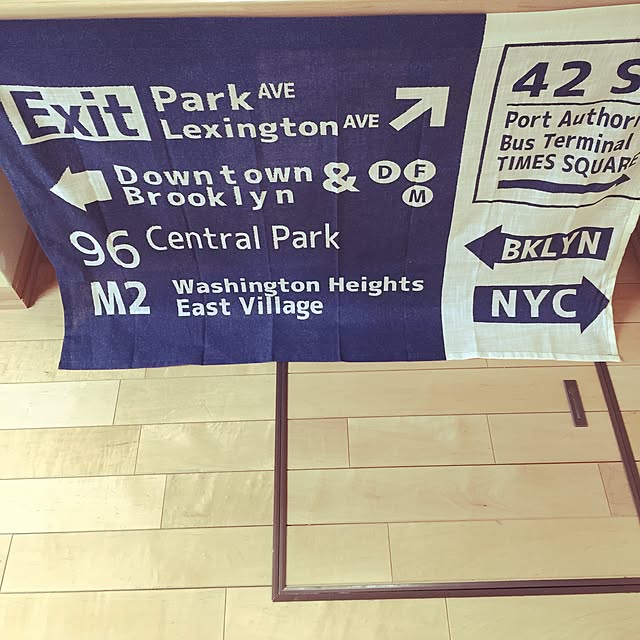 Exit Park AVE
Lexington AVE
Downtown & D F
Brooklyn M
96 Central Park
M2 Washington Heights
East Village
42 S
Port Author
Bus Terminal
TIMES SQUARE
BKLYN
NYC